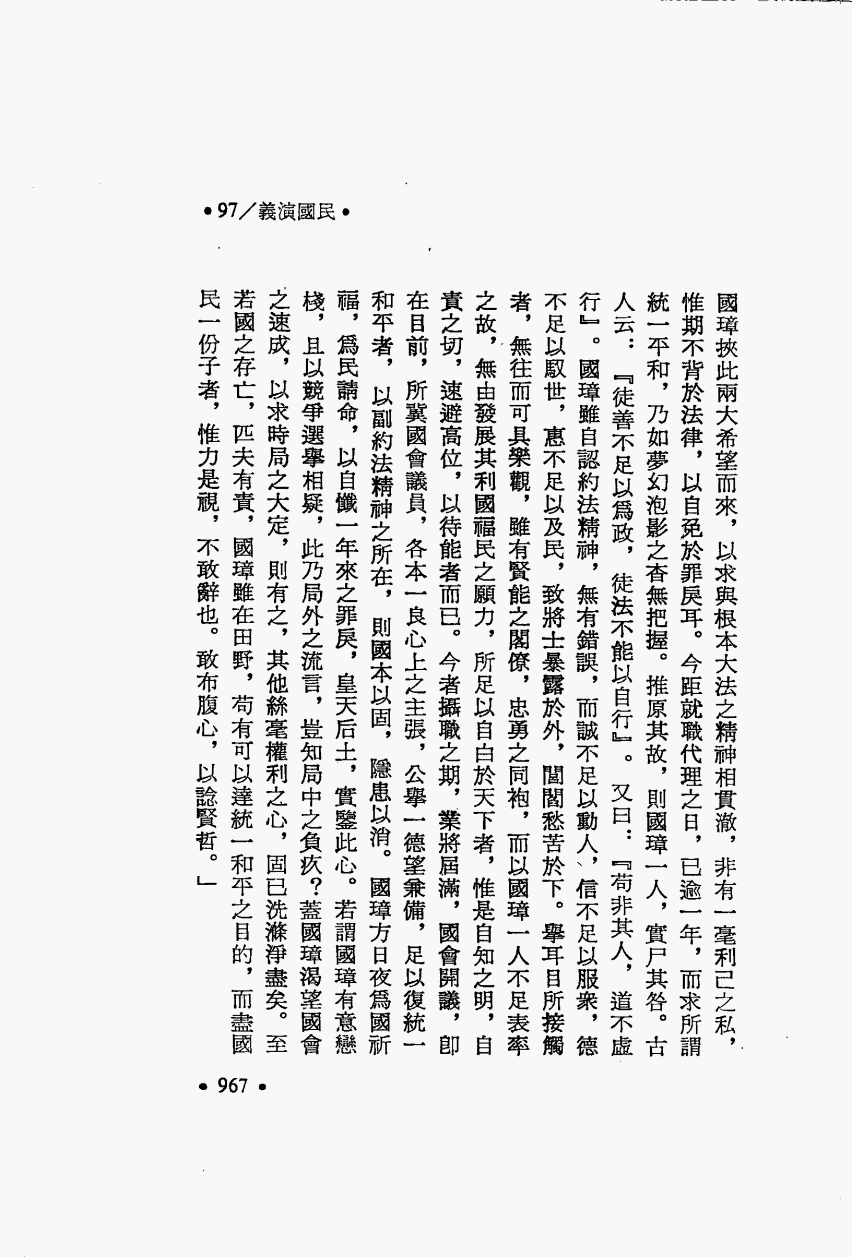 •97/義演國民•
國璋挾此兩大希望而來，以求與根本大法之精神相貫澈，非有一毫利己之私，
惟期不背於法律，以自免於罪戾耳。今距就職代理之日，已逾一年，而求所謂
統一平和，乃如夢幻泡影之杳無把握。推原其故，則國璋一人，實尸其咎。古
人云：『徒善不足以爲政，徒法不能以自行』。又曰：『苟非其人，道不虛
行』。國璋雖自認約法精神，無有錯誤，而誠不足以動人、信不足以服衆，德
不足以馭世，惠不足以及民，致將士暴露於外，閭閻愁苦於下。舉耳目所接觸
者，無往而可具樂觀，雖有賢能之閣僚，忠勇之同袍，而以國璋一人不足表率
之故，無由發展其利國福民之願力，所足以自白於天下者，惟是自知之明，自
責之切，速避高位，以待能者而已。今者攝職之期，業將屆滿，國會開議，卽
在目前，所冀國會議員，各本一良心上之主張，公舉一德望兼備，足以復統一
和平者，以副約法精神之所在，則國本以固，隱患以消。國璋方日夜爲國祈
福，爲民請命，以自懺一年來之罪戾，皇天后土，實鑒此心。若謂國璋有意戀
棧，且以競爭選舉相疑，此乃局外之流言，豈知局中之負疚？蓋國璋渴望國會
之速成，以求時局之大定，則有之，其他絲毫權利之心，固已洗滌淨盡矣。至
若國之存亡，匹夫有責，國璋雖在田野，苟有可以達統一和平之目的，而盡國
民一份子者，惟力是視，不敢辭也。敢布腹心，以諗賢哲。」
•967•